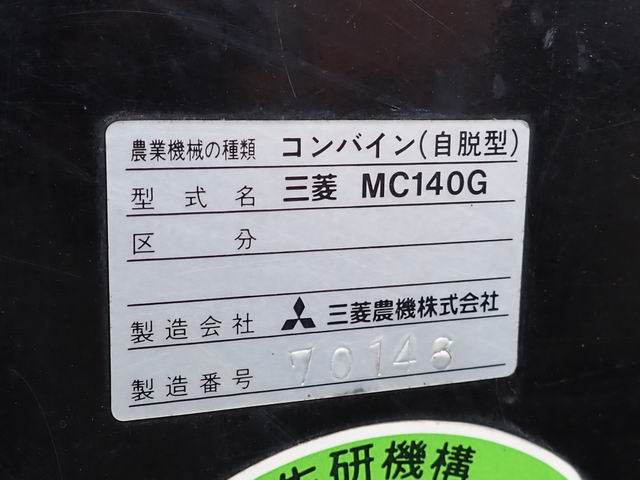 農業機械の種類 コンバイン(自脱型)
型式名 三菱 MC140G
区分
製造会社 三菱農機株式会社
製造番号 70148
生研機構